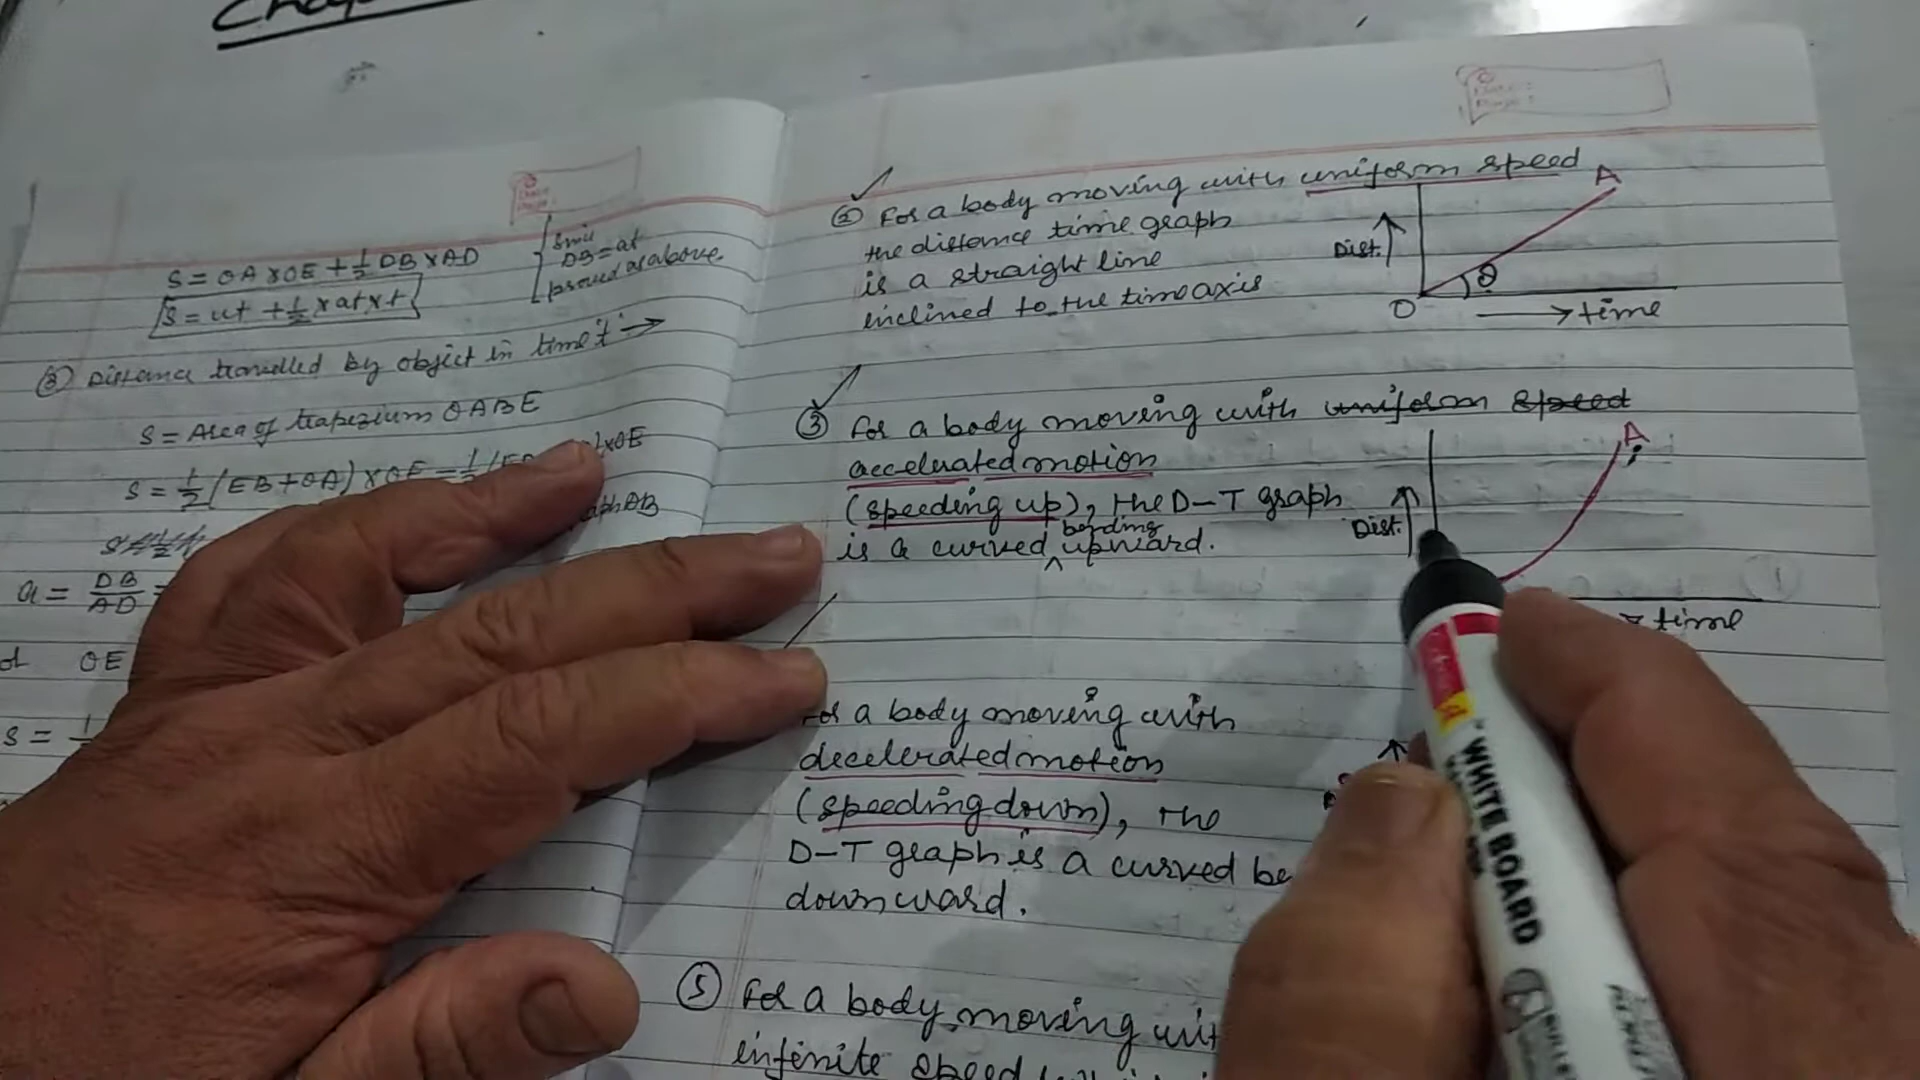 S = OA X OE + 1/2 DB X AD
S = ut + 1/2 x at x t
DB = at
proved as above.
③ Distance travelled by object in time 't' →
S = Area of trapezium OABE
S = 1/2 (EB + OA) X OE
a = DB/AD =
OE
S =
② For a body moving with uniform speed
the distance time graph
is a straight line
inclined to the time axis
A
Dist.
θ
O
→ time
③ For a body moving with uniform speed
accelerated motion
(speeding up), the D-T graph
is a curved bending upward.
A
Dist.
time
a body moving with
decelerated motion
(speeding down), the
D-T graph is a curved be
downward.
⑤ For a body moving wit
infinite speed
WHITE BOARD